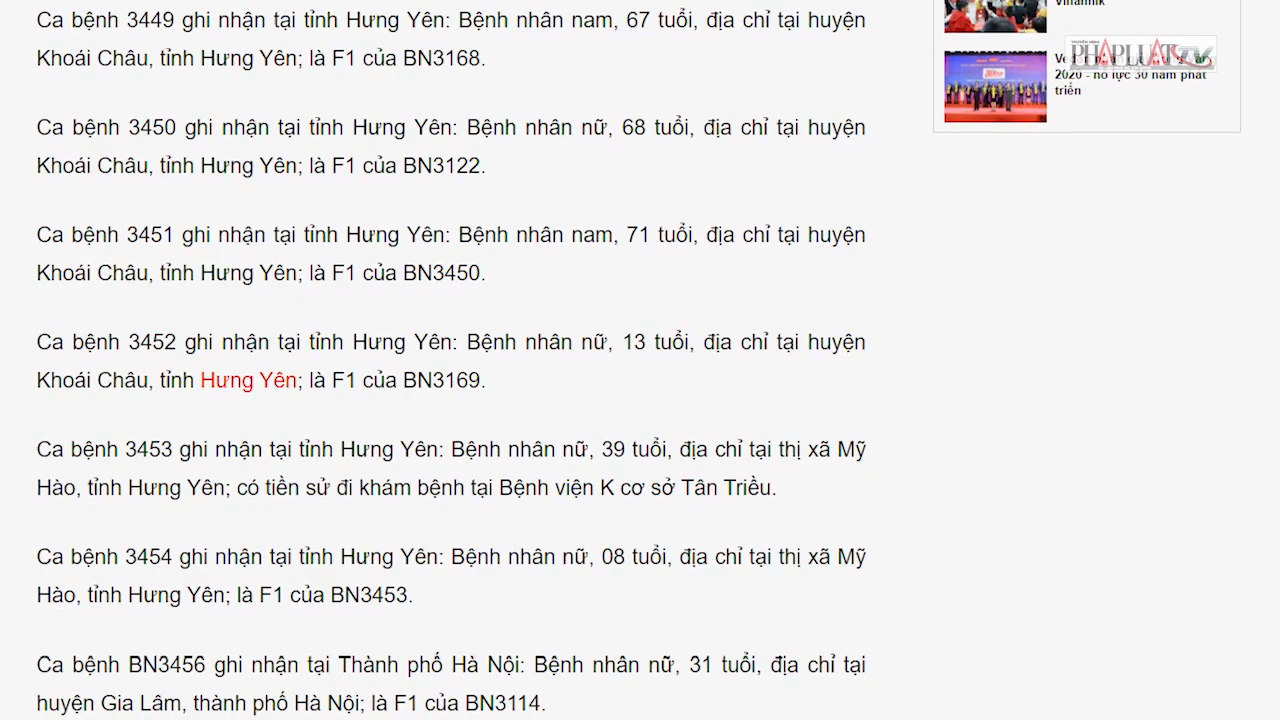 Ca bệnh 3449 ghi nhận tại tỉnh Hưng Yên: Bệnh nhân nam, 67 tuổi, địa chỉ tại huyện
Khoái Châu, tỉnh Hưng Yên; là F1 của BN3168.
Ca bệnh 3450 ghi nhận tại tỉnh Hưng Yên: Bệnh nhân nữ, 68 tuổi, địa chỉ tại huyện
Khoái Châu, tỉnh Hưng Yên; là F1 của BN3122.
Ca bệnh 3451 ghi nhận tại tỉnh Hưng Yên: Bệnh nhân nam, 71 tuổi, địa chỉ tại huyện
Khoái Châu, tỉnh Hưng Yên; là F1 của BN3450.
Ca bệnh 3452 ghi nhận tại tỉnh Hưng Yên: Bệnh nhân nữ, 13 tuổi, địa chỉ tại huyện
Khoái Châu, tỉnh Hưng Yên; là F1 của BN3169.
Ca bệnh 3453 ghi nhận tại tỉnh Hưng Yên: Bệnh nhân nữ, 39 tuổi, địa chỉ tại thị xã Mỹ
Hào, tỉnh Hưng Yên; có tiền sử đi khám bệnh tại Bệnh viện K cơ sở Tân Triều.
Ca bệnh 3454 ghi nhận tại tỉnh Hưng Yên: Bệnh nhân nữ, 08 tuổi, địa chỉ tại thị xã Mỹ
Hào, tỉnh Hưng Yên; là F1 của BN3453.
Ca bệnh BN3456 ghi nhận tại Thành phố Hà Nội: Bệnh nhân nữ, 31 tuổi, địa chỉ tại
huyện Gia Lâm, thành phố Hà Nội; là F1 của BN3114.
Vinamilk
PHÁPLUẬT TV
2020 - nỗ lực 30 năm phát
triển